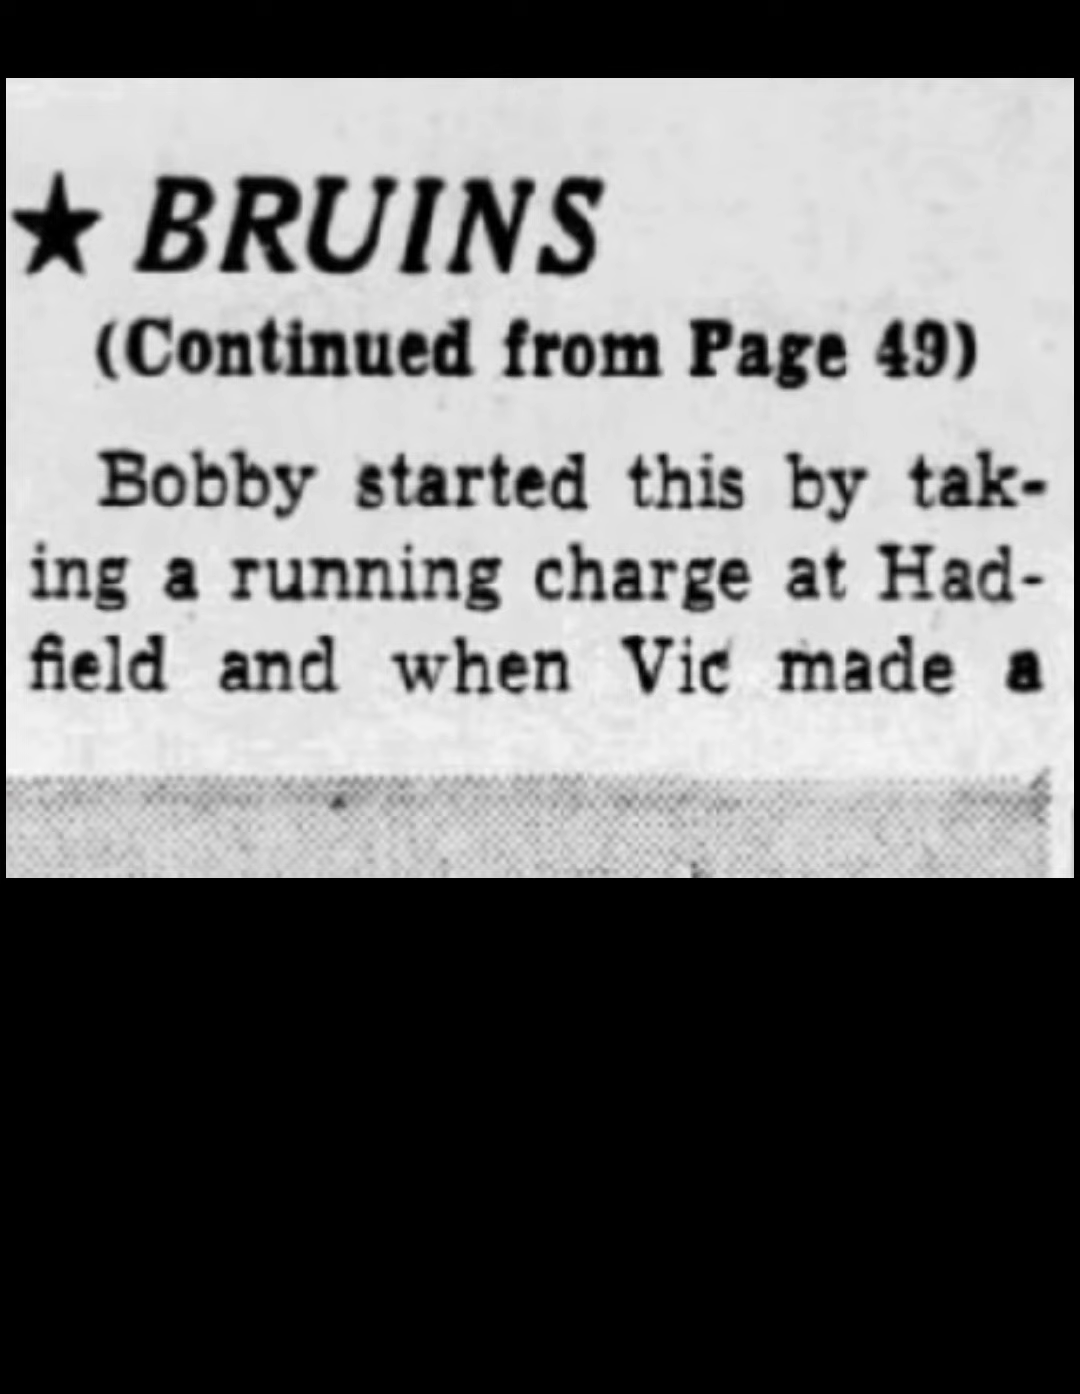 ★ BRUINS
(Continued from Page 49)
Bobby started this by tak-
ing a running charge at Had-
field and when Vic made a